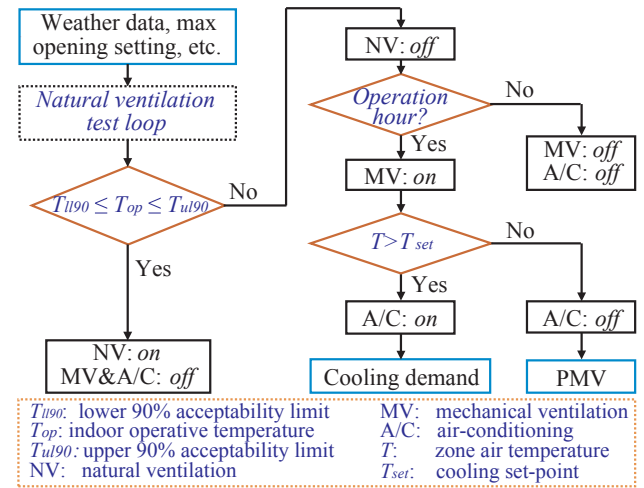 Weather data, max
opening setting, etc.
Natural ventilation
test loop
Tll90 ≤ Top ≤ Tul90
No
Yes
NV: on
MV&A/C: off
NV: off
Operation
hour?
No
Yes
MV: off
A/C: off
MV: on
T>Tset
No
Yes
A/C: on
A/C: off
Cooling demand
PMV
Tll90: lower 90% acceptability limit
Top: indoor operative temperature
Tul90: upper 90% acceptability limit
NV: natural ventilation
MV: mechanical ventilation
A/C: air-conditioning
T: zone air temperature
Tset: cooling set-point